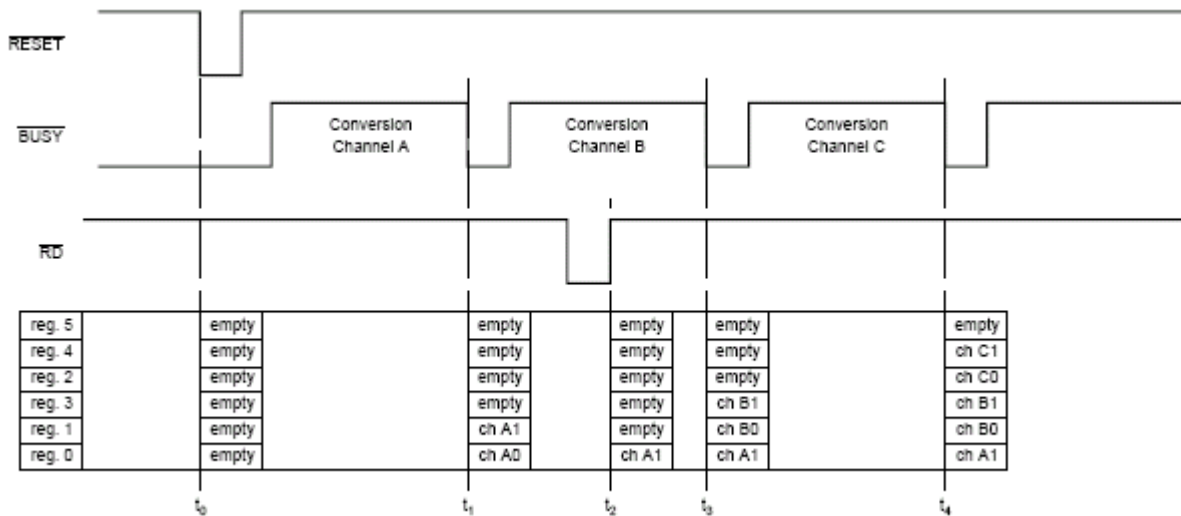 RESET
BUSY
Conversion
Channel A
Conversion
Channel B
Conversion
Channel C
RD
reg. 5 empty empty empty empty empty
reg. 4 empty empty empty empty ch C1
reg. 2 empty empty empty empty ch C0
reg. 3 empty empty empty ch B1 ch B1
reg. 1 empty ch A1 empty ch B0 ch B0
reg. 0 empty ch A0 ch A1 ch A1 ch A1
t0 t1 t2 t3 t4